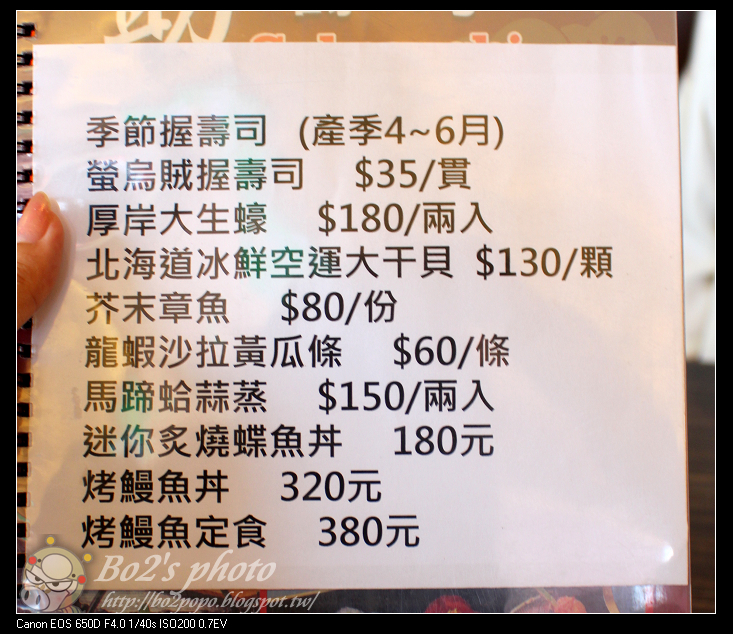 季節握壽司 (產季4~6月)
螢烏賊握壽司 $35/貫
厚岸大生蠔 $180/兩入
北海道冰鮮空運大干貝 $130/顆
芥末章魚 $80/份
龍蝦沙拉黃瓜條 $60/條
馬蹄蛤蒜蒸 $150/兩入
迷你炙燒蝶魚丼 180元
烤鰻魚丼 320元
烤鰻魚定食 380元
Bo2's photo
http://bo2popo.blogspot.tw/
Canon EOS 650D F4.0 1/40s ISO200 0.7EV